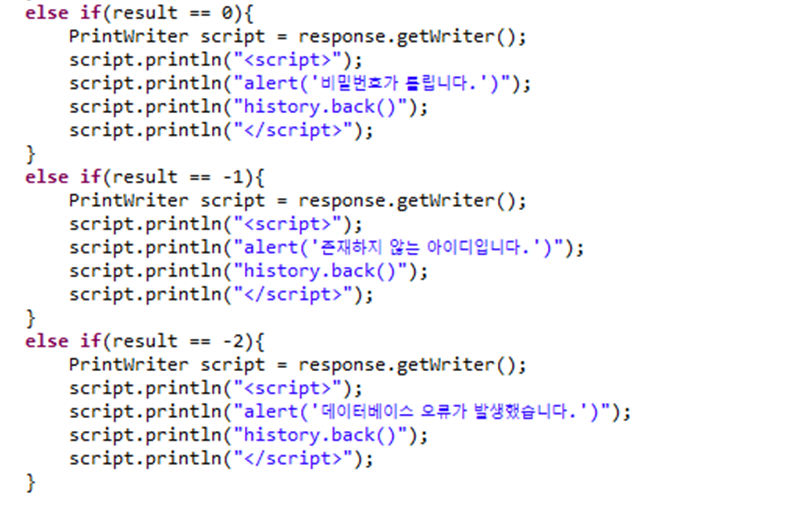 else if(result == 0){
PrintWriter script = response.getWriter();
script.println("<script>");
script.println("alert('비밀번호가 틀립니다.')");
script.println("history.back()");
script.println("</script>");
}
else if(result == -1){
PrintWriter script = response.getWriter();
script.println("<script>");
script.println("alert('존재하지 않는 아이디입니다.')");
script.println("history.back()");
script.println("</script>");
}
else if(result == -2){
PrintWriter script = response.getWriter();
script.println("<script>");
script.println("alert('데이터베이스 오류가 발생했습니다.')");
script.println("history.back()");
script.println("</script>");
}